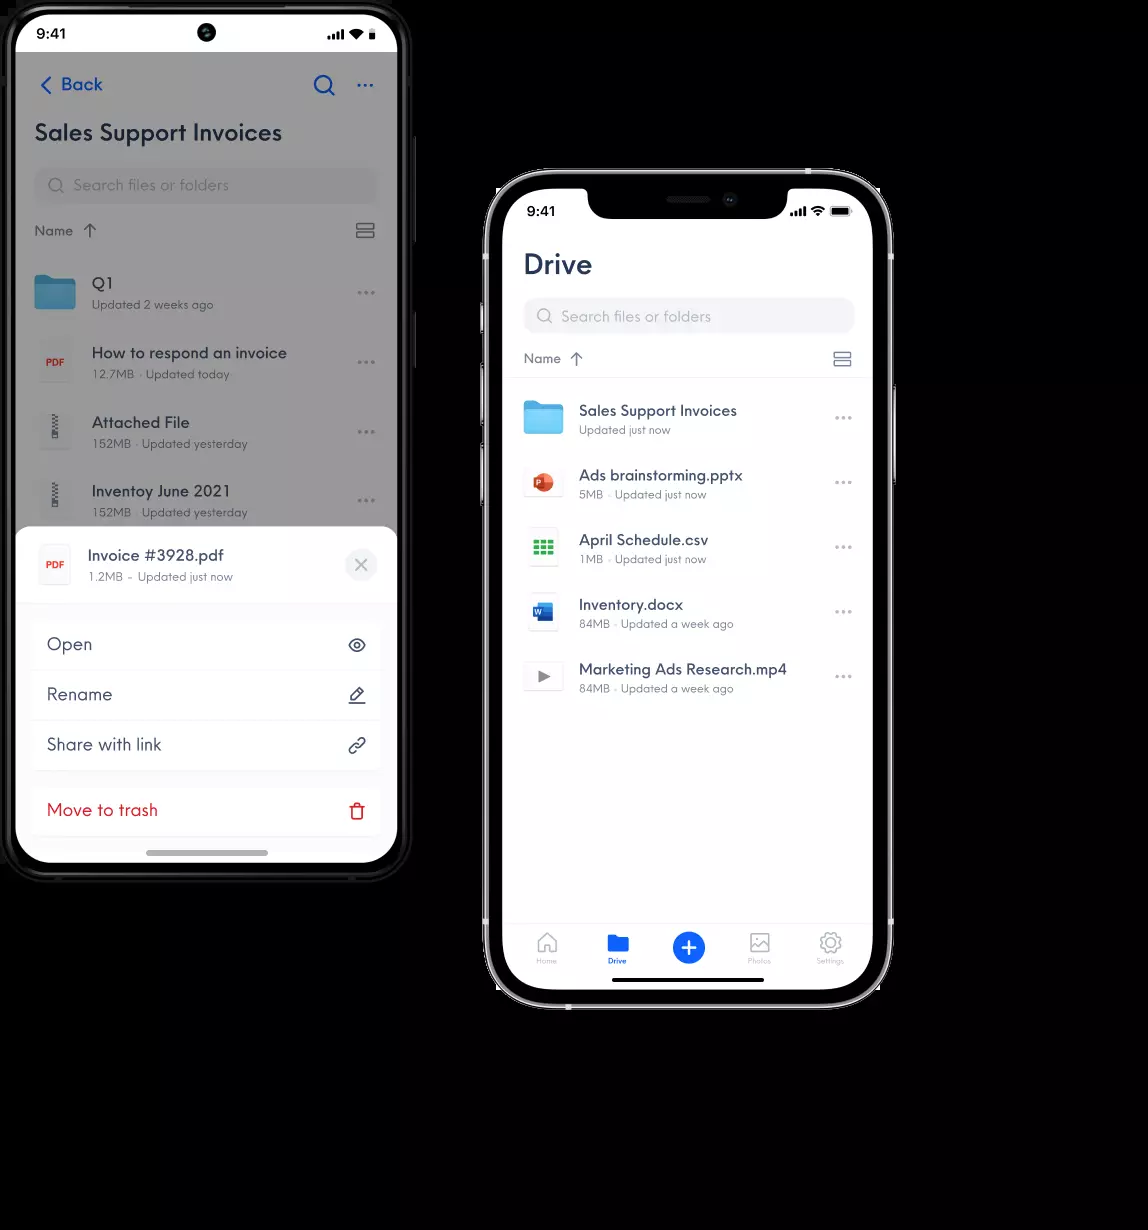 9:41
Back
Sales Support Invoices
Search files or folders
Name
Q1
Updated 2 weeks ago
PDF
How to respond an invoice
12.7MB · Updated today
Attached File
152MB · Updated yesterday
Inventoy June 2021
152MB · Updated yesterday
PDF
Invoice #3928.pdf
1.2MB - Updated just now
Open
Rename
Share with link
Move to trash
9:41
Drive
Search files or folders
Name
Sales Support Invoices
Updated just now
P
Ads brainstorming.pptx
5MB · Updated just now
April Schedule.csv
1MB · Updated just now
W
Inventory.docx
84MB · Updated a week ago
Marketing Ads Research.mp4
84MB · Updated a week ago
Home
Drive
Photos
Settings